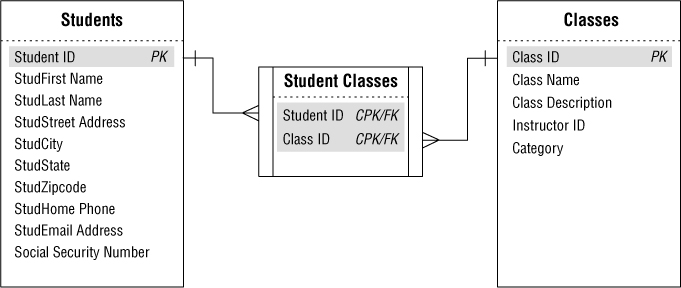 Students
Student ID PK
StudFirst Name
StudLast Name
StudStreet Address
StudCity
StudState
StudZipcode
StudHome Phone
StudEmail Address
Social Security Number
Student Classes
Student ID CPK/FK
Class ID CPK/FK
Classes
Class ID PK
Class Name
Class Description
Instructor ID
Category